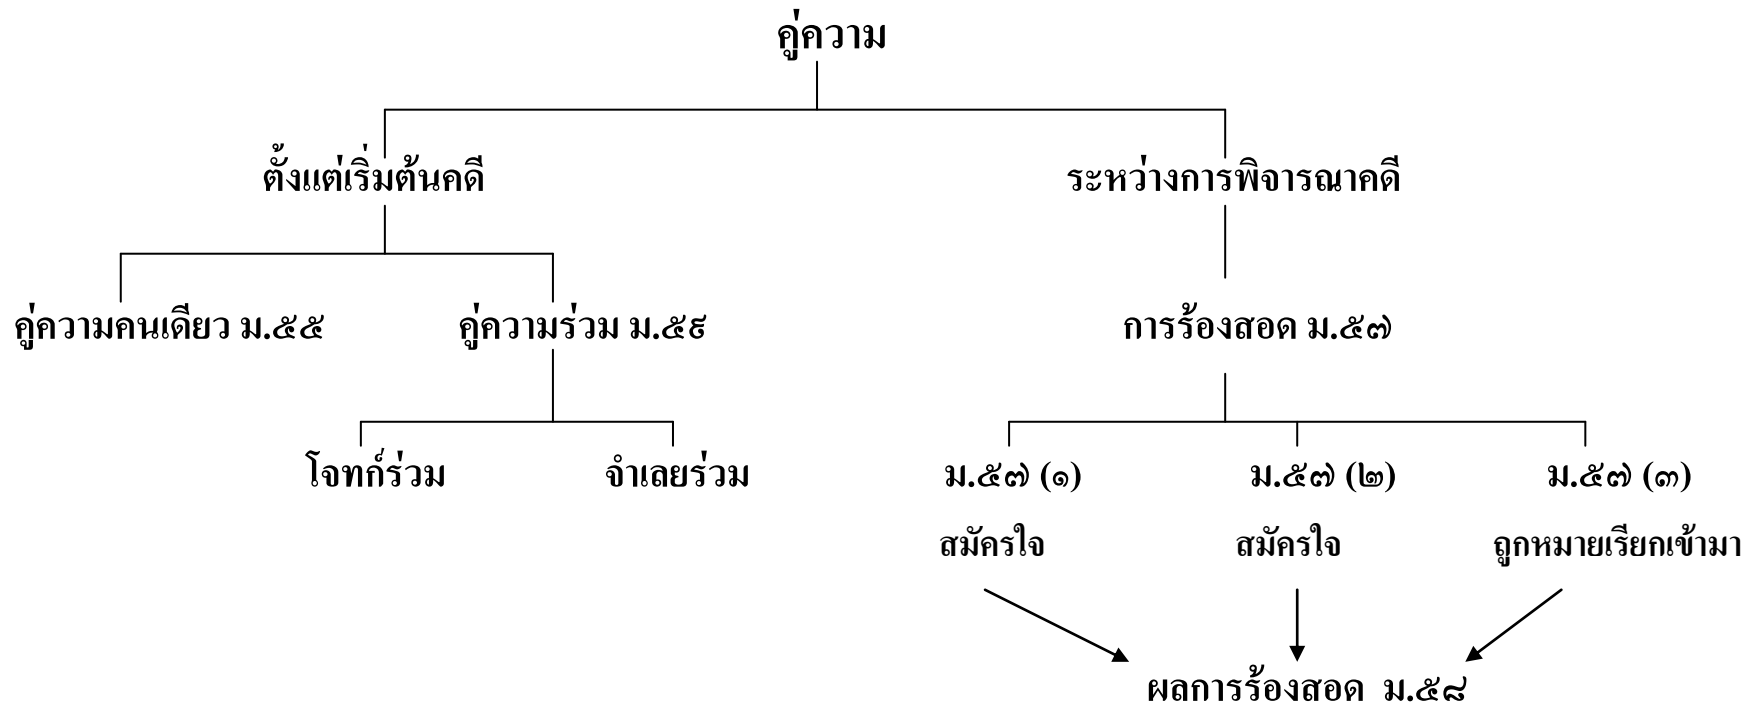 คู่ความ
ตั้งแต่เริ่มต้นคดี ระหว่างการพิจารณาคดี
คู่ความคนเดียว ม.๕๕ คู่ความร่วม ม.๕๙ การร้องสอด ม.๕๗
โจทก์ร่วม จำเลยร่วม ม.๕๗ (๑) ม.๕๗ (๒) ม.๕๗ (๓)
สมัครใจ สมัครใจ ถูกหมายเรียกเข้ามา
ผลการร้องสอด ม.๕๘